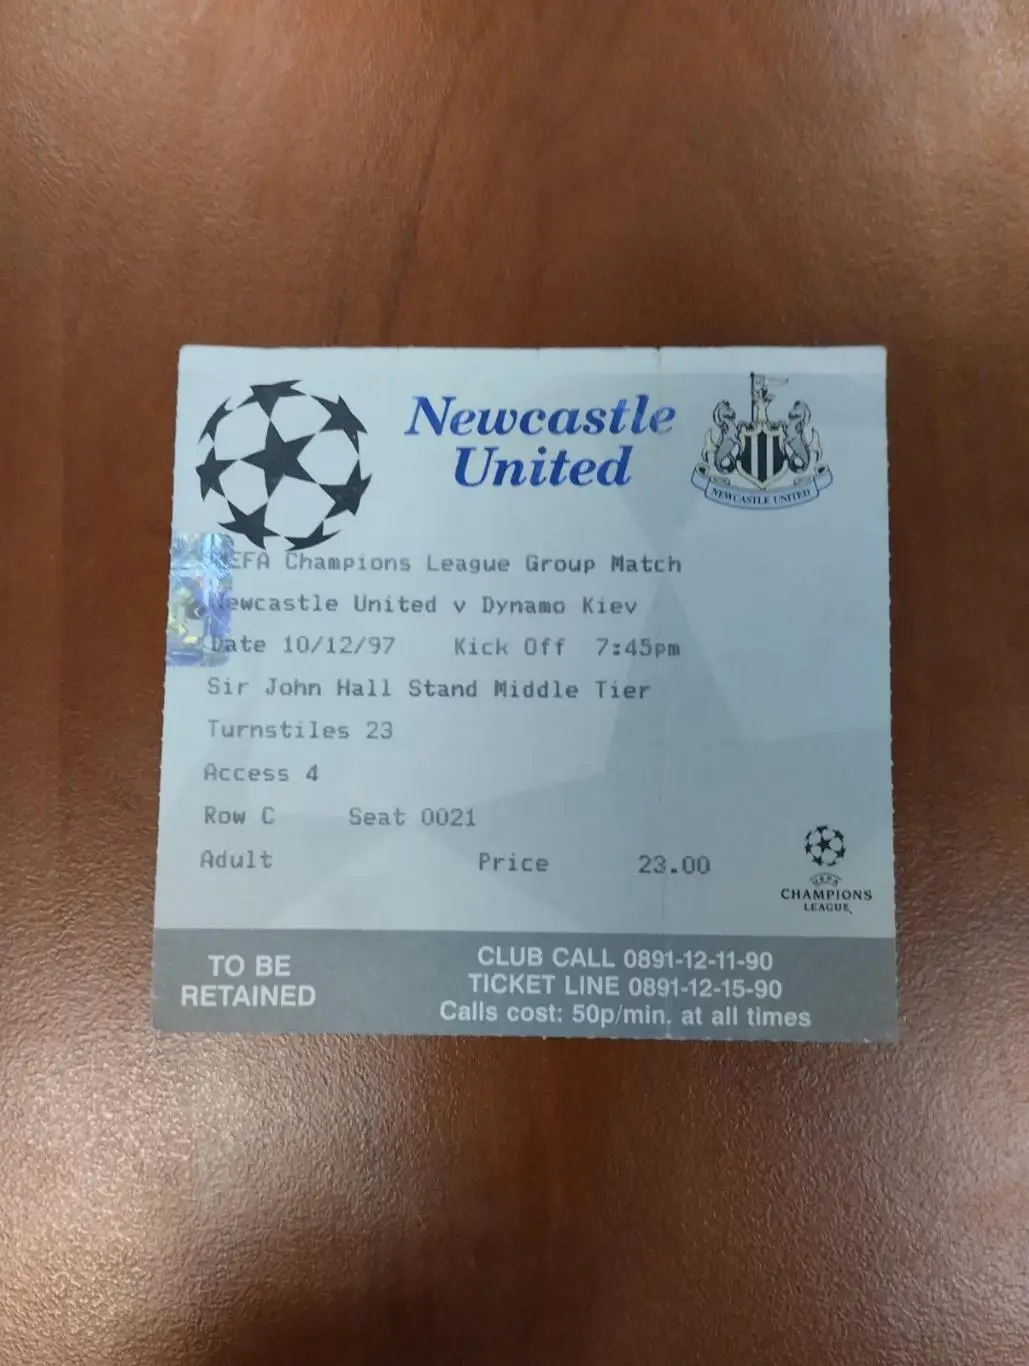 Newcastle
United
NEWCASTLE UNITED
UEFA Champions League Group Match
Newcastle United v Dynamo Kiev
Date 10/12/97 Kick Off 7:45pm
Sir John Hall Stand Middle Tier
Turnstiles 23
Access 4
Row C Seat 0021
Adult Price 23.00
UEFA
CHAMPIONS
LEAGUE
TO BE
RETAINED
CLUB CALL 0891-12-11-90
TICKET LINE 0891-12-15-90
Calls cost: 50p/min. at all times